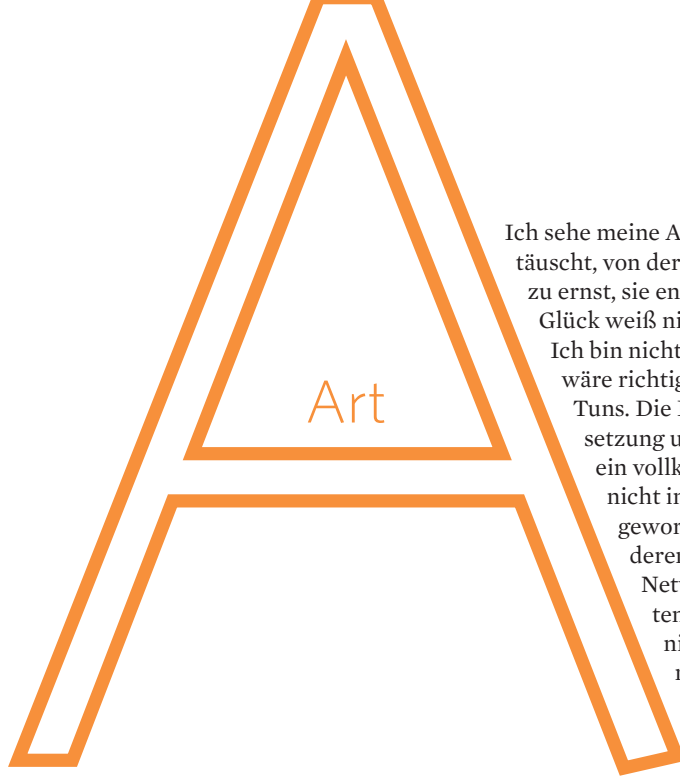 A
Art
Ich sehe meine A
täuscht, von der
zu ernst, sie en
Glück weiß ni
Ich bin nicht
wäre richtig
Tuns. Die
setzung u
ein vollk
nicht in
gewor
deren
Net
ten
ni